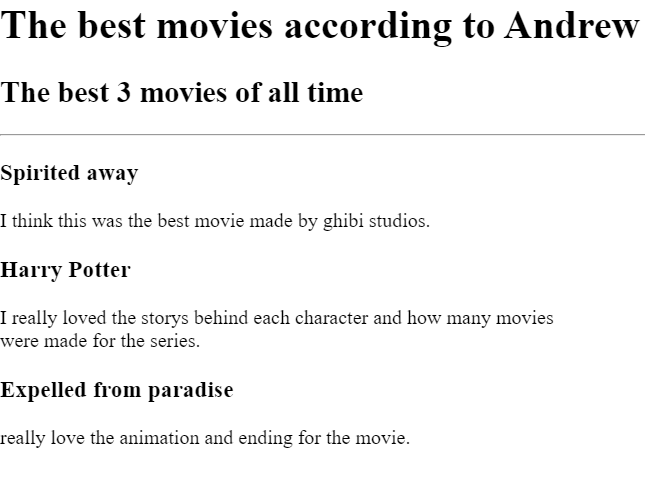 The best movies according to Andrew
The best 3 movies of all time
Spirited away
I think this was the best movie made by ghibi studios.
Harry Potter
I really loved the storys behind each character and how many movies
were made for the series.
Expelled from paradise
really love the animation and ending for the movie.